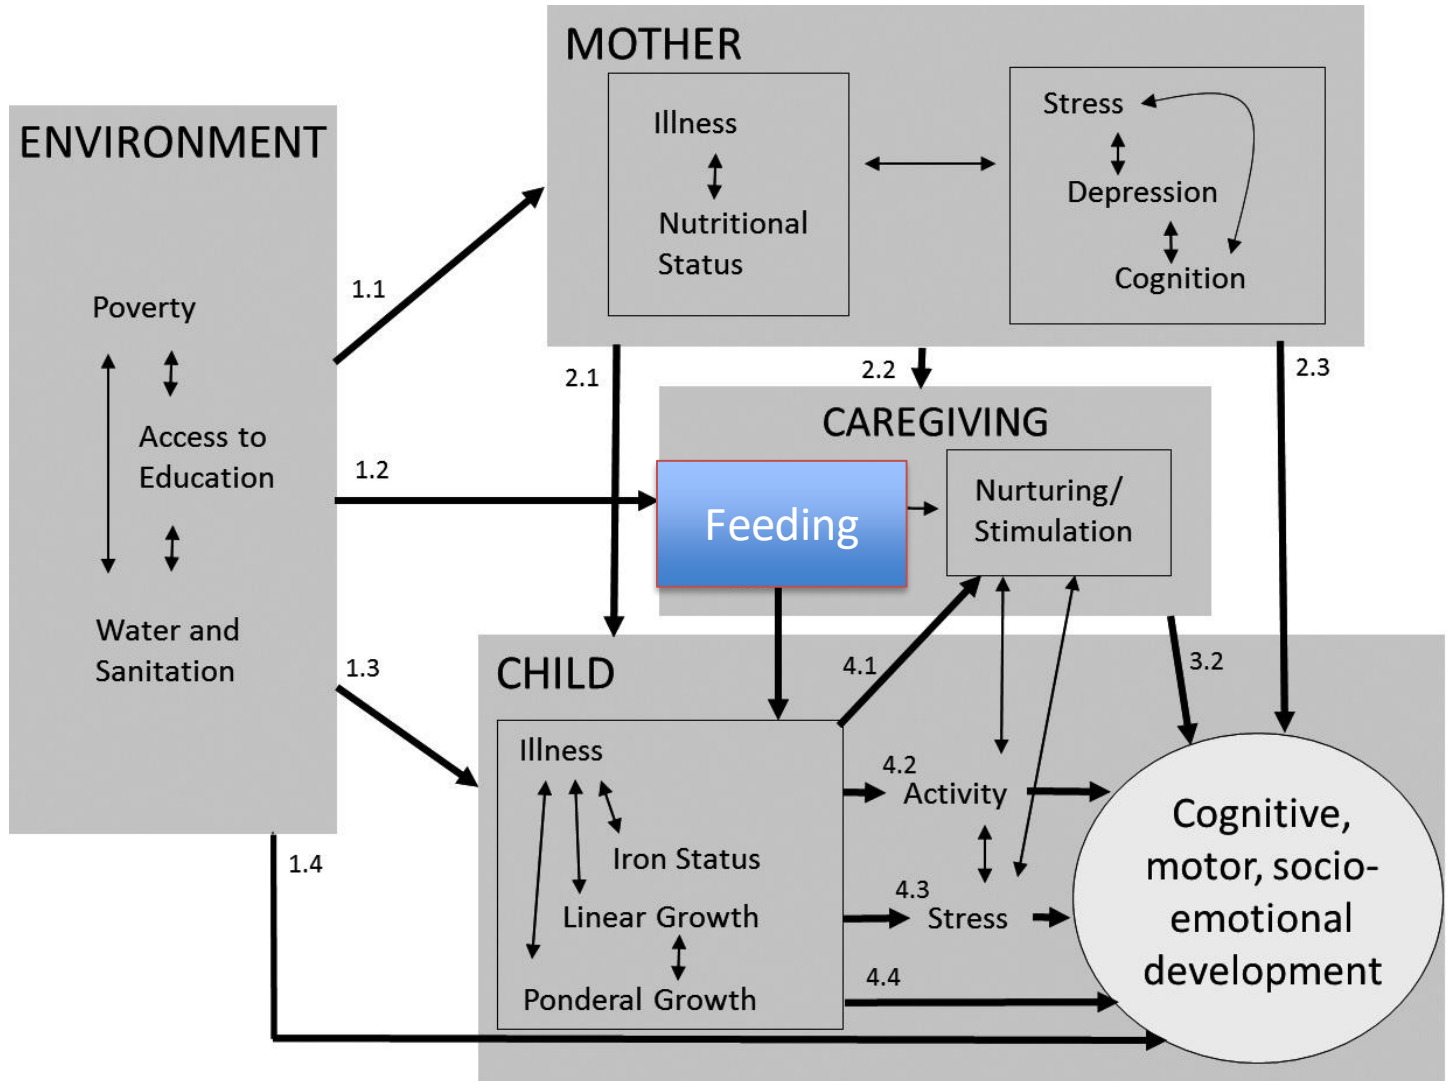 MOTHER
Illness
Nutritional
Status
Stress
Depression
Cognition
ENVIRONMENT
Poverty
Access to
Education
Water and
Sanitation
1.1
1.2
1.3
1.4
2.1
2.2
2.3
CAREGIVING
Feeding
Nurturing/
Stimulation
3.2
CHILD
4.1
Illness
Iron Status
Linear Growth
Ponderal Growth
4.2
Activity
4.3
Stress
4.4
Cognitive,
motor, socio-
emotional
development